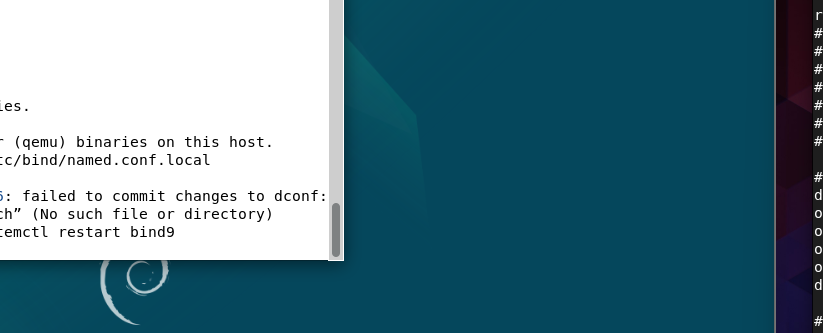 ies.
r (qemu) binaries on this host.
tc/bind/named.conf.local
6: failed to commit changes to dconf:
ch” (No such file or directory)
temctl restart bind9
r
#
#
#
#
#
#
#
#
d
o
o
o
o
d
#